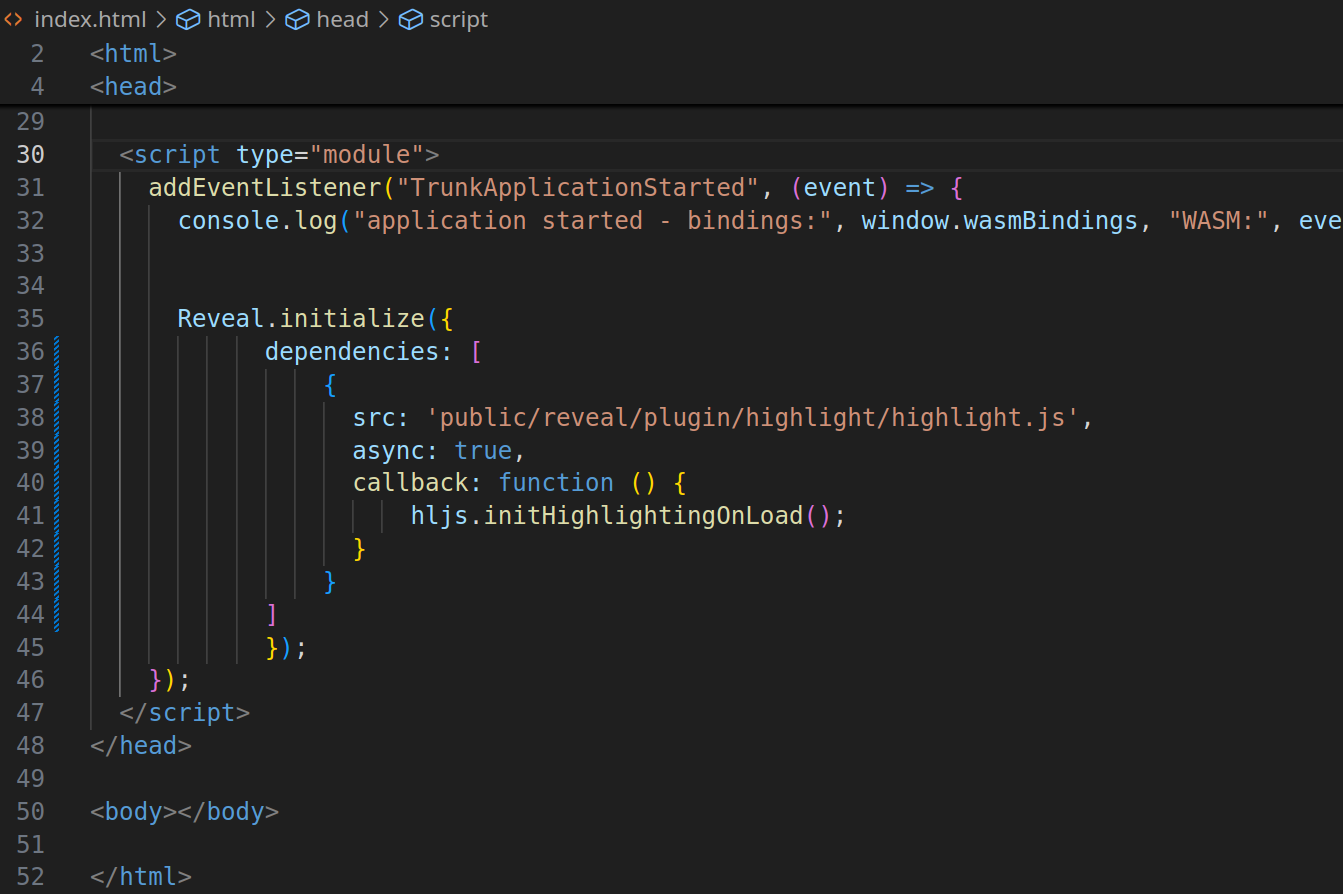 index.html > html > head > script
2 <html>
4 <head>
29
30 <script type="module">
31 addEventListener("TrunkApplicationStarted", (event) => {
32 console.log("application started - bindings:", window.wasmBindings, "WASM:", eve
33
34
35 Reveal.initialize({
36 dependencies: [
37 {
38 src: 'public/reveal/plugin/highlight/highlight.js',
39 async: true,
40 callback: function () {
41 hljs.initHighlightingOnLoad();
42 }
43 }
44 ]
45 });
46 });
47 </script>
48 </head>
49
50 <body></body>
51
52 </html>